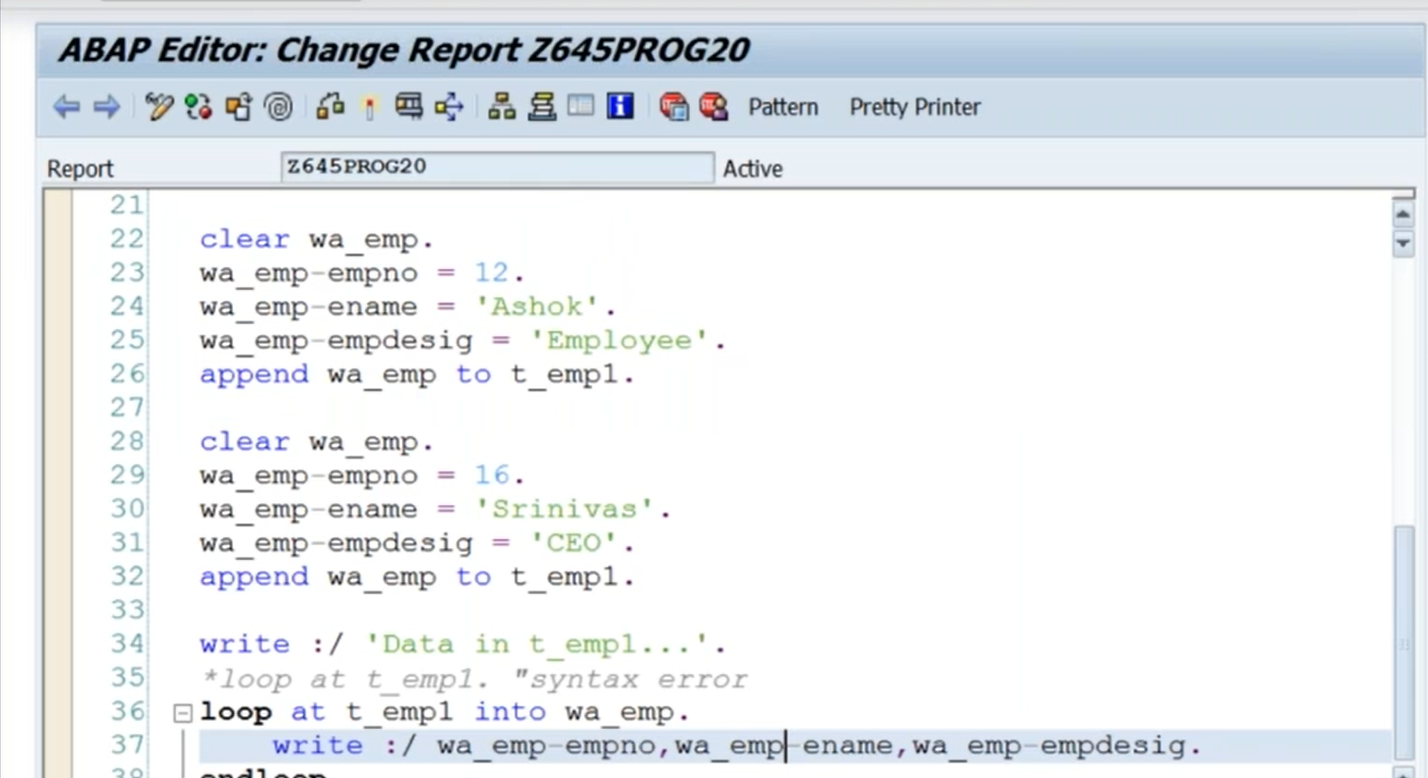 ABAP Editor: Change Report Z645PROG20
Pattern Pretty Printer
Report Z645PROG20 Active
21
22 clear wa_emp.
23 wa_emp-empno = 12.
24 wa_emp-ename = 'Ashok'.
25 wa_emp-empdesig = 'Employee'.
26 append wa_emp to t_emp1.
27
28 clear wa_emp.
29 wa_emp-empno = 16.
30 wa_emp-ename = 'Srinivas'.
31 wa_emp-empdesig = 'CEO'.
32 append wa_emp to t_emp1.
33
34 write :/ 'Data in t_emp1...'.
35 *loop at t_emp1. "syntax error
36 loop at t_emp1 into wa_emp.
37 write :/ wa_emp-empno,wa_emp-ename,wa_emp-empdesig.
38 endloop